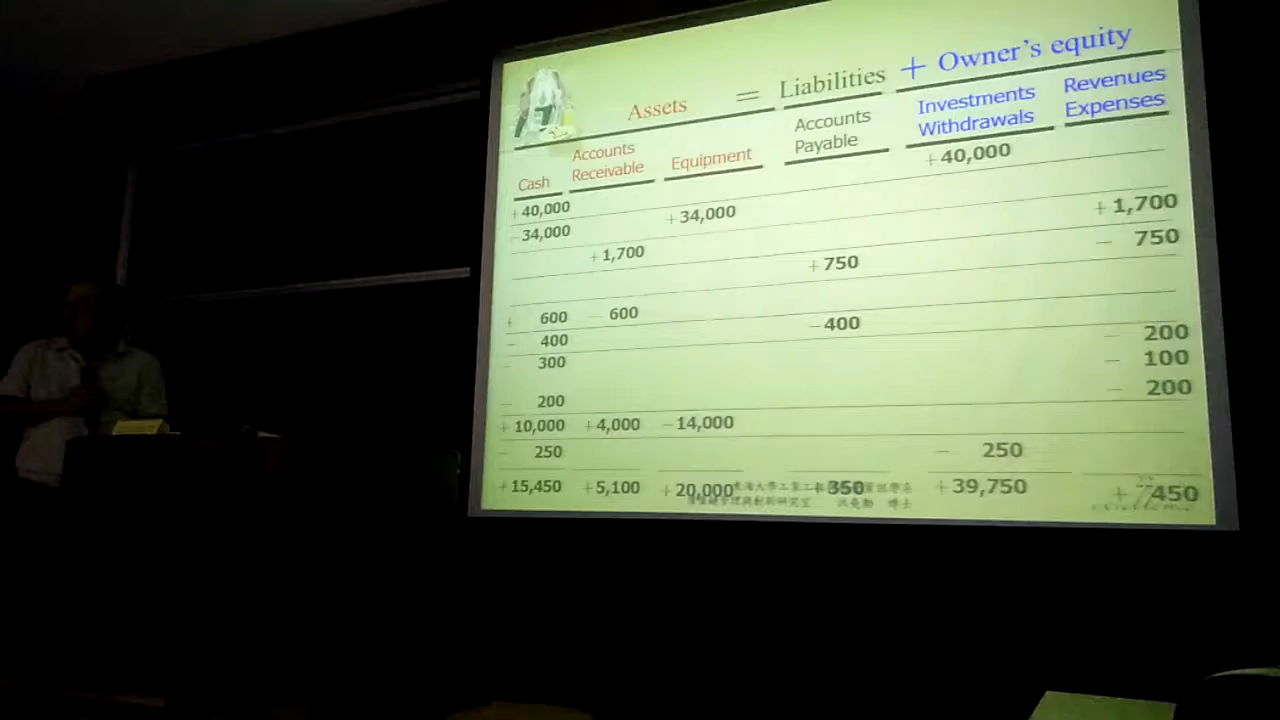 Assets = Liabilities + Owner's equity
Cash Accounts Receivable Equipment Accounts Payable Investments Withdrawals Revenues Expenses
+40,000 +40,000
-34,000 +34,000
+1,700 +1,700
+750 - 750
+ 600 - 600
- 400 -400
- 300 - 200
- 100
- 200 - 200
+10,000 +4,000 -14,000
- 250 - 250
+15,450 +5,100 +20,000 350 +39,750 + 450